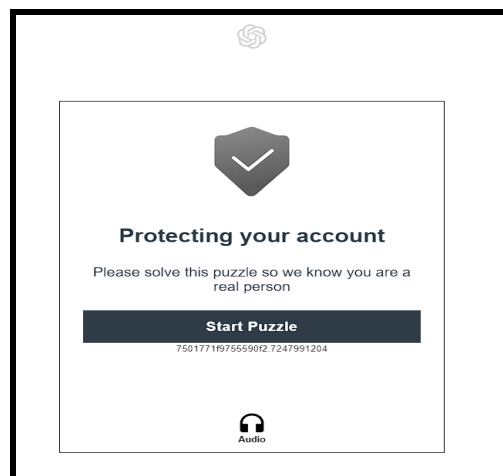 Protecting your account
Please solve this puzzle so we know you are a
real person
Start Puzzle
7501771f9755590f2.7247991204
Audio